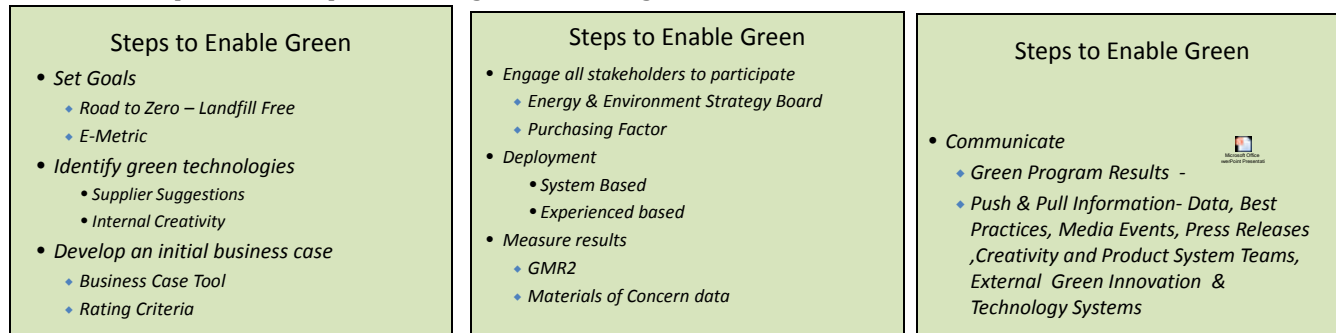 Steps to Enable Green
• Set Goals
◆ Road to Zero – Landfill Free
◆ E-Metric
• Identify green technologies
• Supplier Suggestions
• Internal Creativity
• Develop an initial business case
◆ Business Case Tool
◆ Rating Criteria
Steps to Enable Green
• Engage all stakeholders to participate
◆ Energy & Environment Strategy Board
◆ Purchasing Factor
• Deployment
• System Based
• Experienced based
• Measure results
◆ GMR2
◆ Materials of Concern data
Steps to Enable Green
• Communicate
Microsoft Office
◆ Green Program Results -
◆ Push & Pull Information- Data, Best
Practices, Media Events, Press Releases
,Creativity and Product System Teams,
External Green Innovation &
Technology Systems